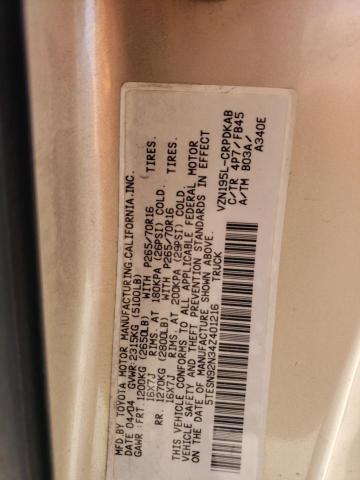 MFD.BY TOYOTA MOTOR MANUFACTURING, CALIFORNIA, INC.
DATE 04/04 GVWR:2315KG (5100LB)
GAWR : FRT. 1200KG (2650LB) WITH P265/70R16 TIRES.
16X7J RIMS AT 180KPA (26PSI) COLD.
RR. 1270KG (2800LB) WITH P265/70R16 TIRES.
16X7J RIMS AT 200KPA (29PSI) COLD.
THIS VEHICLE CONFORMS TO ALL APPLICABLE FEDERAL MOTOR
VEHICLE SAFETY AND THEFT PREVENTION STANDARDS IN EFFECT
ON THE DATE OF MANUFACTURE SHOWN ABOVE.
5TESN92N34Z401216 TRUCK
VZN195L-CRPDKAB
C/TR 4P7/FB45
A/TM B03A/
A340E